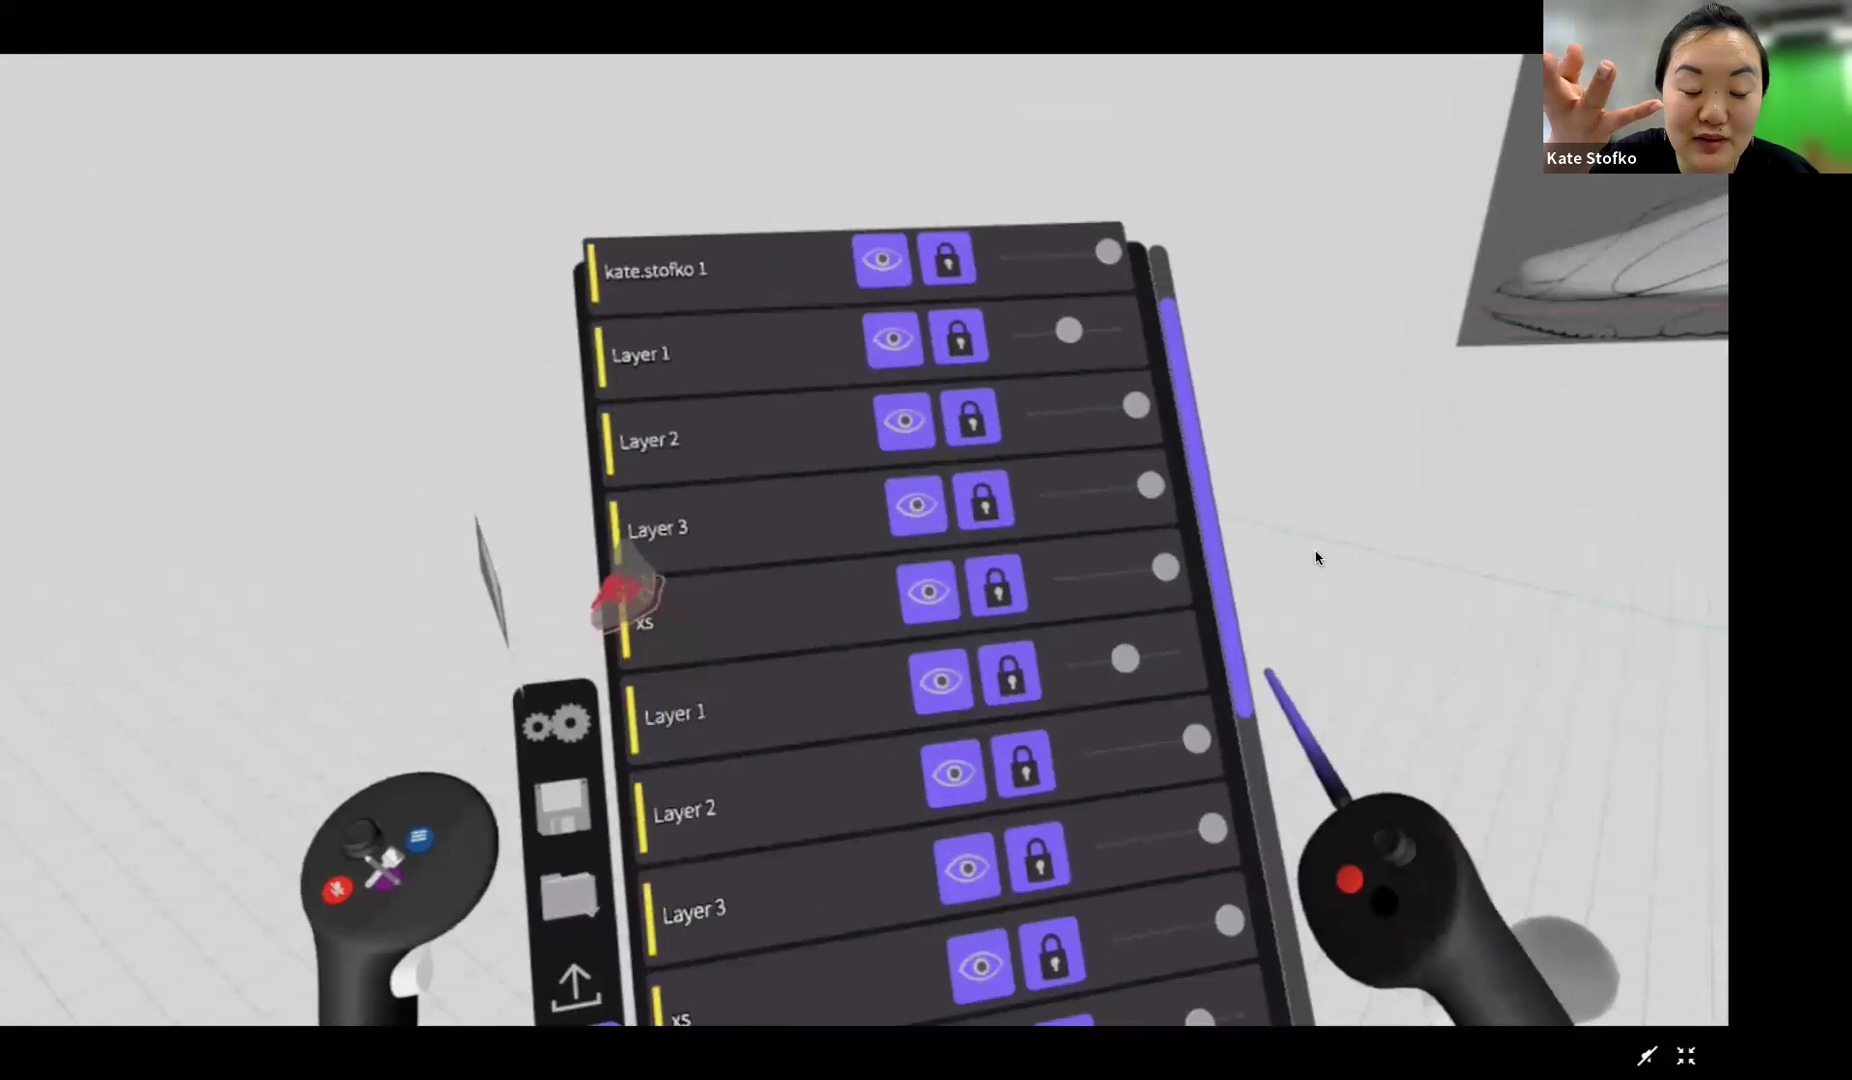 Kate Stofko
kate.stofko 1
Layer 1
Layer 2
Layer 3
xs
Layer 1
Layer 2
Layer 3
xs